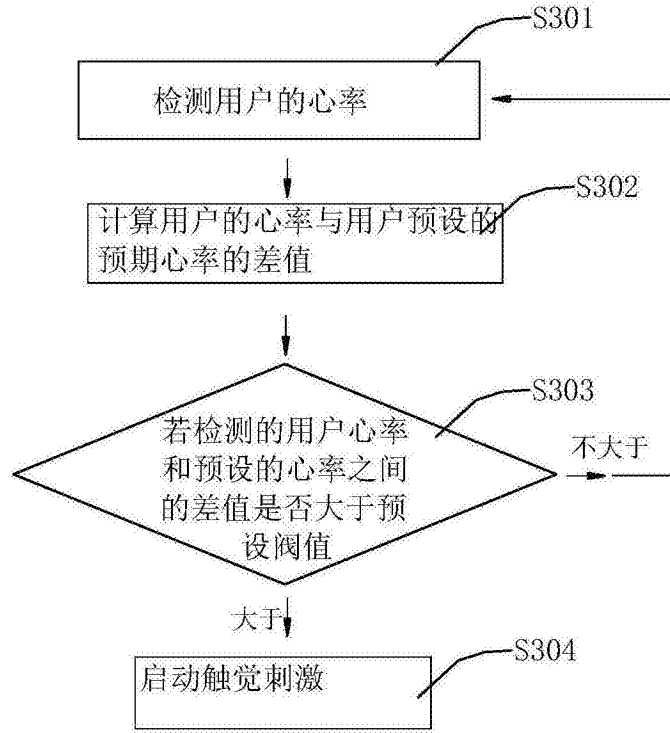 S301
检测用户的心率
S302
计算用户的心率与用户预设的
预期心率的差值
S303
若检测的用户心率
和预设的心率之间
的差值是否大于预
设阀值
不大于
大于
S304
启动触觉刺激